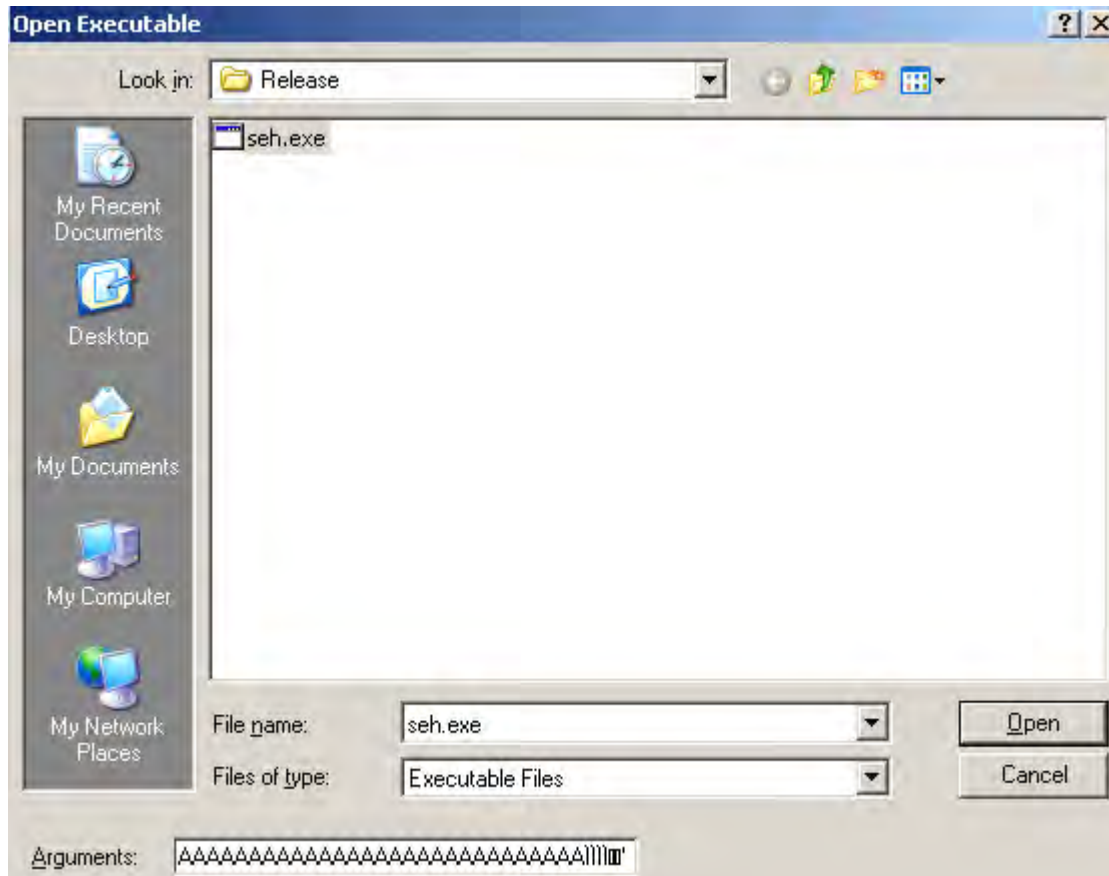 Open Executable
Look in: Release
seh.exe
My Recent
Documents
Desktop
My Documents
My Computer
My Network
Places
File name: seh.exe Open
Files of type: Executable Files Cancel
Arguments: